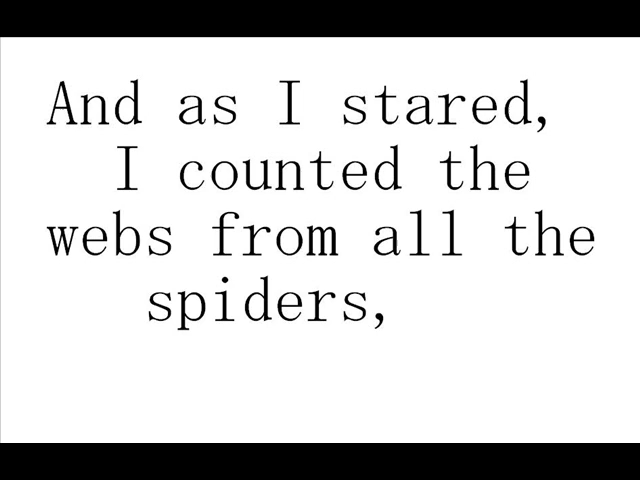 And as I stared,
I counted the
webs from all the
spiders,